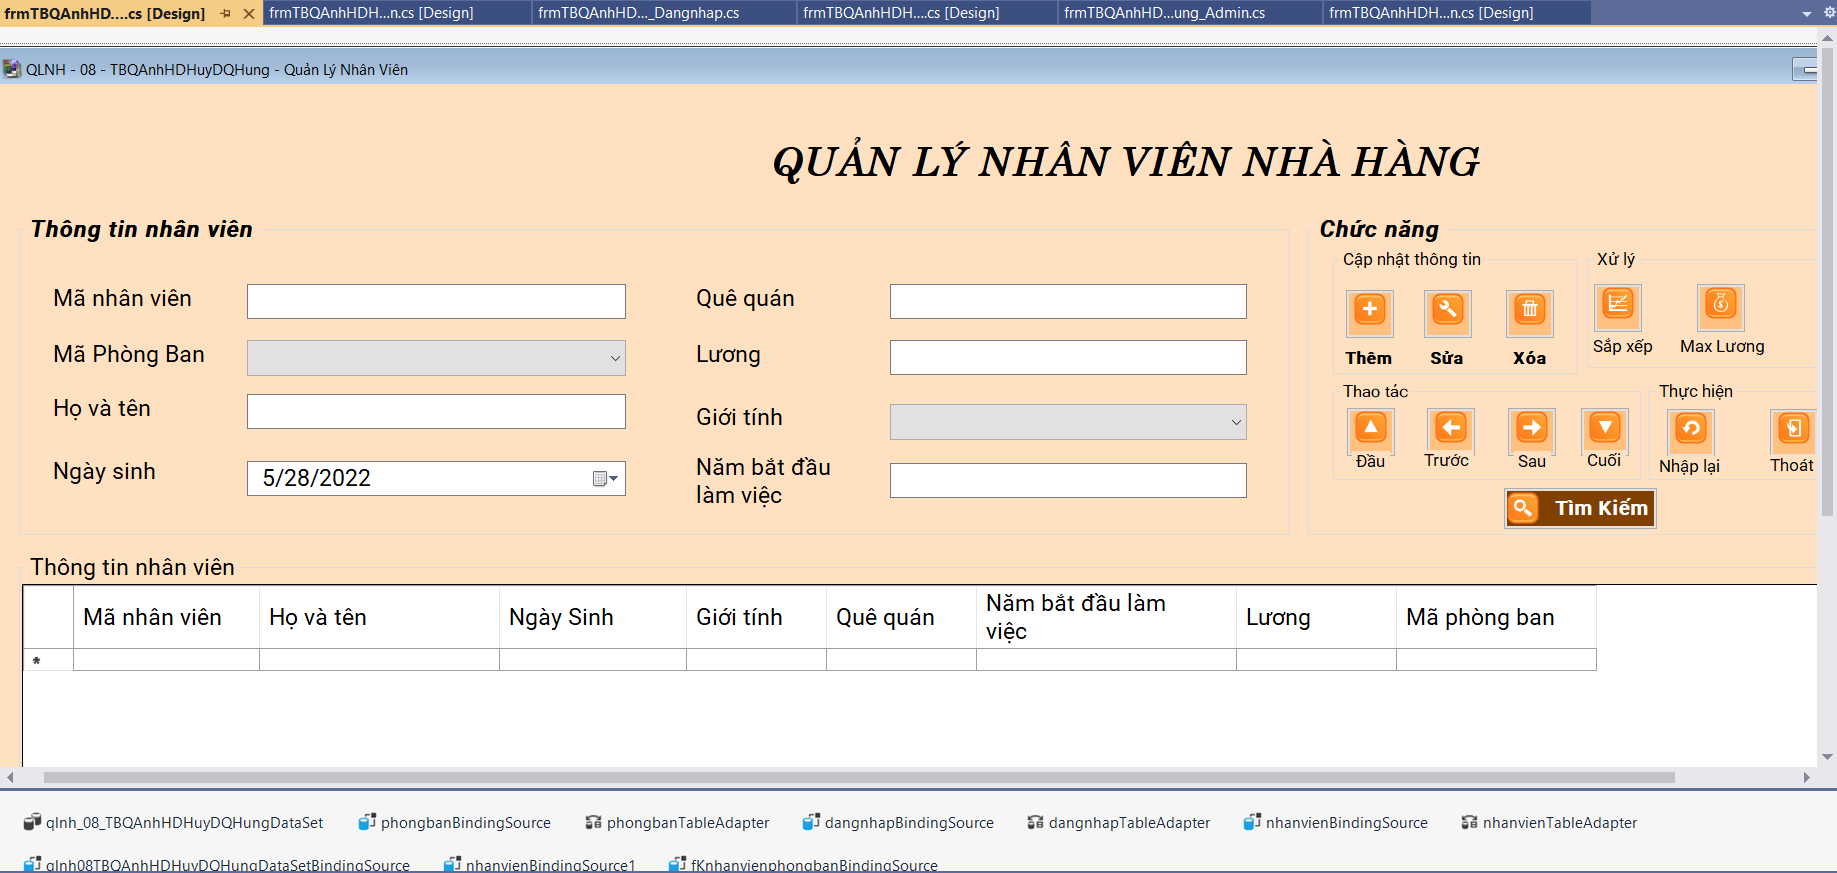 frmTBQAnhHD....cs [Design]
frmTBQAnhHDH...n.cs [Design]
frmTBQAnhHD..._Dangnhap.cs
frmTBQAnhHDH....cs [Design]
frmTBQAnhHD...ung_Admin.cs
frmTBQAnhHDH...n.cs [Design]
QLNH - 08 - TBQAnhHDHuyDQHung - Quản Lý Nhân Viên
QUẢN LÝ NHÂN VIÊN NHÀ HÀNG
Thông tin nhân viên
Mã nhân viên
Mã Phòng Ban
Họ và tên
Ngày sinh
5/28/2022
Quê quán
Lương
Giới tính
Năm bắt đầu
làm việc
Chức năng
Cập nhật thông tin
Thêm
Sửa
Xóa
Xử lý
Sắp xếp
Max Lương
Thao tác
Đầu
Trước
Sau
Cuối
Thực hiện
Nhập lại
Thoát
Tìm Kiếm
Thông tin nhân viên
Mã nhân viên
Họ và tên
Ngày Sinh
Giới tính
Quê quán
Năm bắt đầu làm
việc
Lương
Mã phòng ban
*
qlnh_08_TBQAnhHDHuyDQHungDataSet
phongbanBindingSource
phongbanTableAdapter
dangnhapBindingSource
dangnhapTableAdapter
nhanvienBindingSource
nhanvienTableAdapter
qlnh08TBQAnhHDHuyDQHungDataSetBindingSource
nhanvienBindingSource1
fKnhanvienphongbanBindingSource